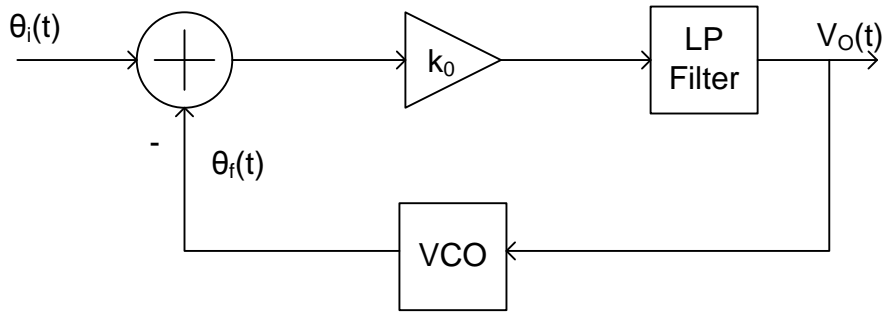 θi(t)
k0
LP
Filter
VO(t)
-
θf(t)
VCO